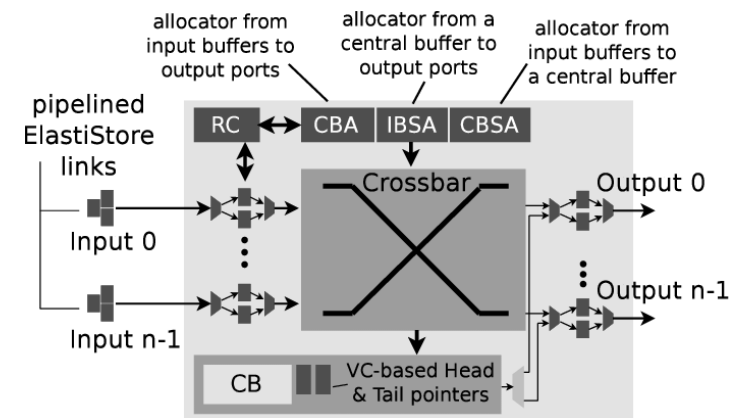 allocator from
input buffers to
output ports
allocator from a
central buffer to
output ports
allocator from
input buffers to
a central buffer
pipelined
ElastiStore
links
RC
CBA
IBSA
CBSA
Crossbar
Input 0
Input n-1
Output 0
Output n-1
CB
VC-based Head
& Tail pointers